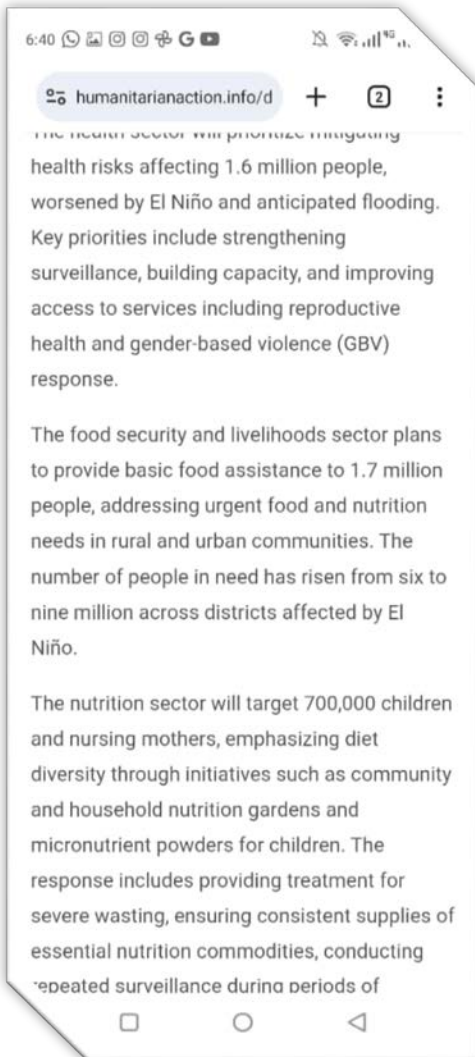 6:40
humanitarianaction.info/d
2
The health sector will prioritize mitigating
health risks affecting 1.6 million people,
worsened by El Niño and anticipated flooding.
Key priorities include strengthening
surveillance, building capacity, and improving
access to services including reproductive
health and gender-based violence (GBV)
response.
The food security and livelihoods sector plans
to provide basic food assistance to 1.7 million
people, addressing urgent food and nutrition
needs in rural and urban communities. The
number of people in need has risen from six to
nine million across districts affected by El
Niño.
The nutrition sector will target 700,000 children
and nursing mothers, emphasizing diet
diversity through initiatives such as community
and household nutrition gardens and
micronutrient powders for children. The
response includes providing treatment for
severe wasting, ensuring consistent supplies of
essential nutrition commodities, conducting
repeated surveillance during periods of